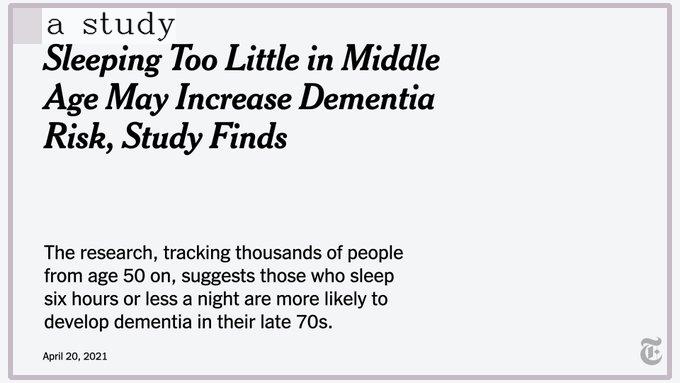 a study
Sleeping Too Little in Middle
Age May Increase Dementia
Risk, Study Finds
The research, tracking thousands of people
from age 50 on, suggests those who sleep
six hours or less a night are more likely to
develop dementia in their late 70s.
April 20, 2021
T